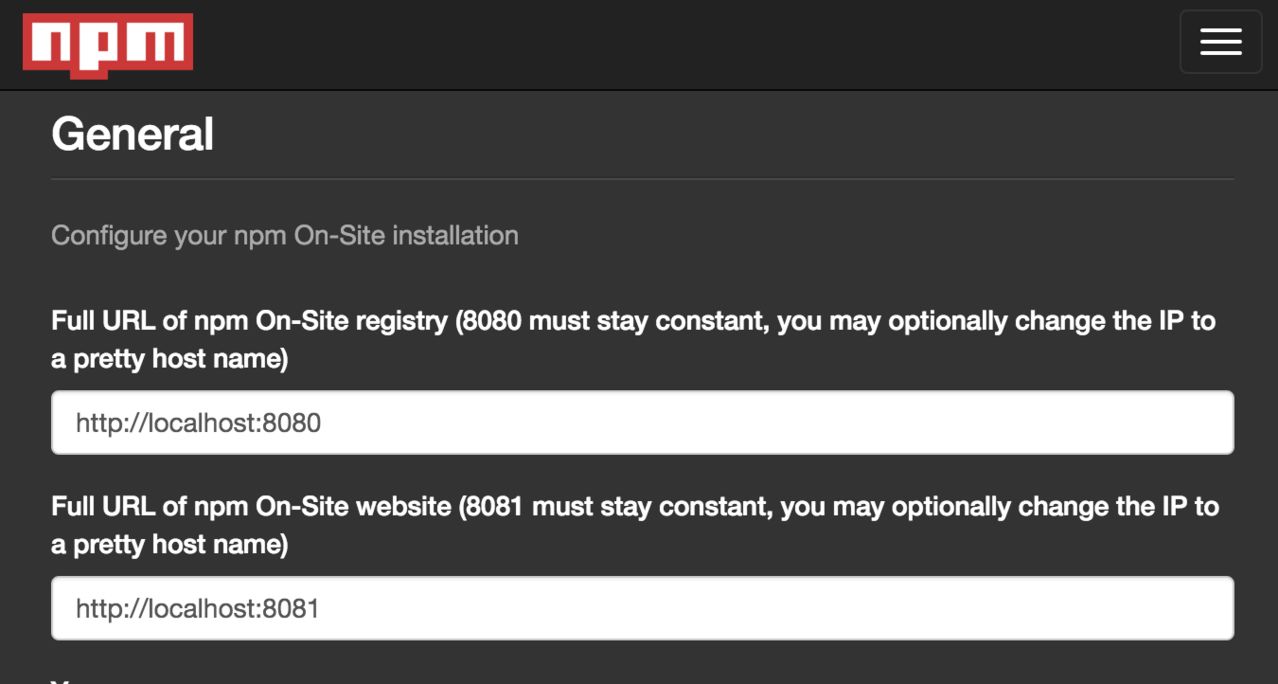 npm
General
Configure your npm On-Site installation
Full URL of npm On-Site registry (8080 must stay constant, you may optionally change the IP to
a pretty host name)
http://localhost:8080
Full URL of npm On-Site website (8081 must stay constant, you may optionally change the IP to
a pretty host name)
http://localhost:8081